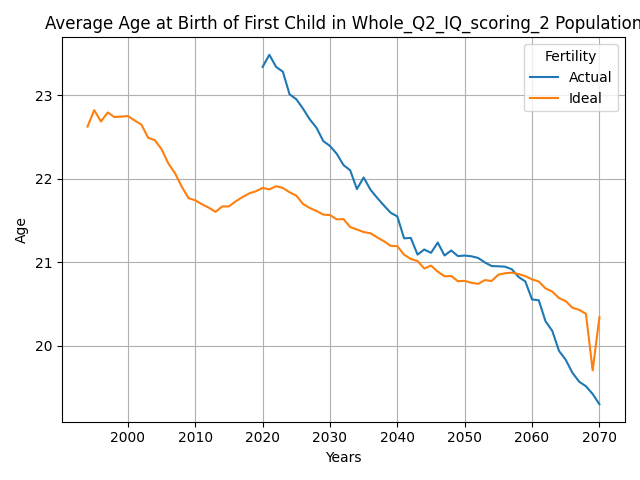 Average Age at Birth of First Child in Whole_Q2_IQ_scoring_2 Population
Fertility
Actual
Ideal
23
22
21
20
Age
2000 2010 2020 2030 2040 2050 2060 2070
Years